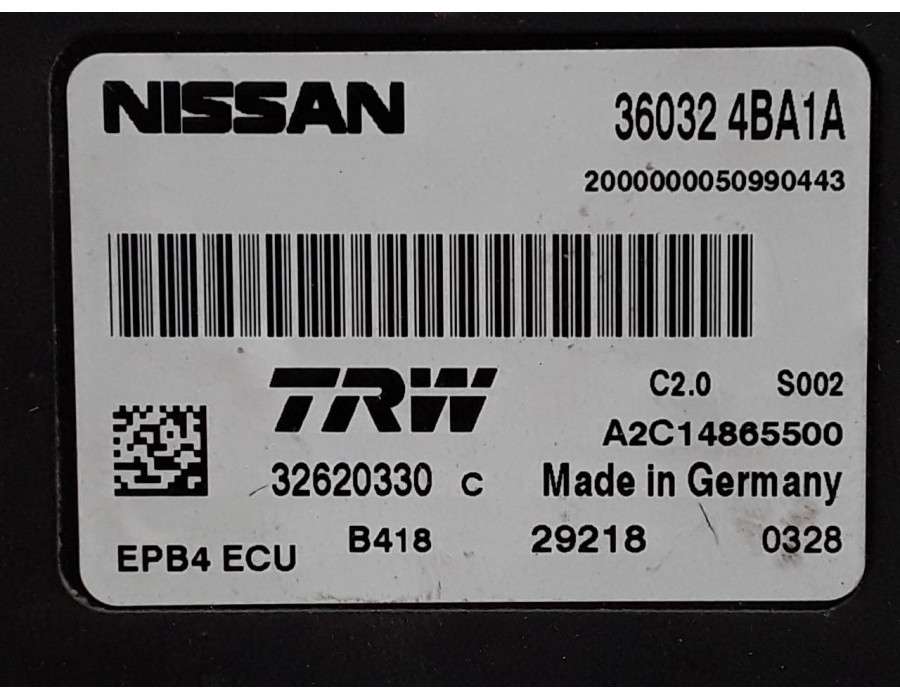 NISSAN 36032 4BA1A
2000000050990443
TRW C2.0 S002
A2C14865500
32620330 C Made in Germany
EPB4 ECU B418 29218 0328